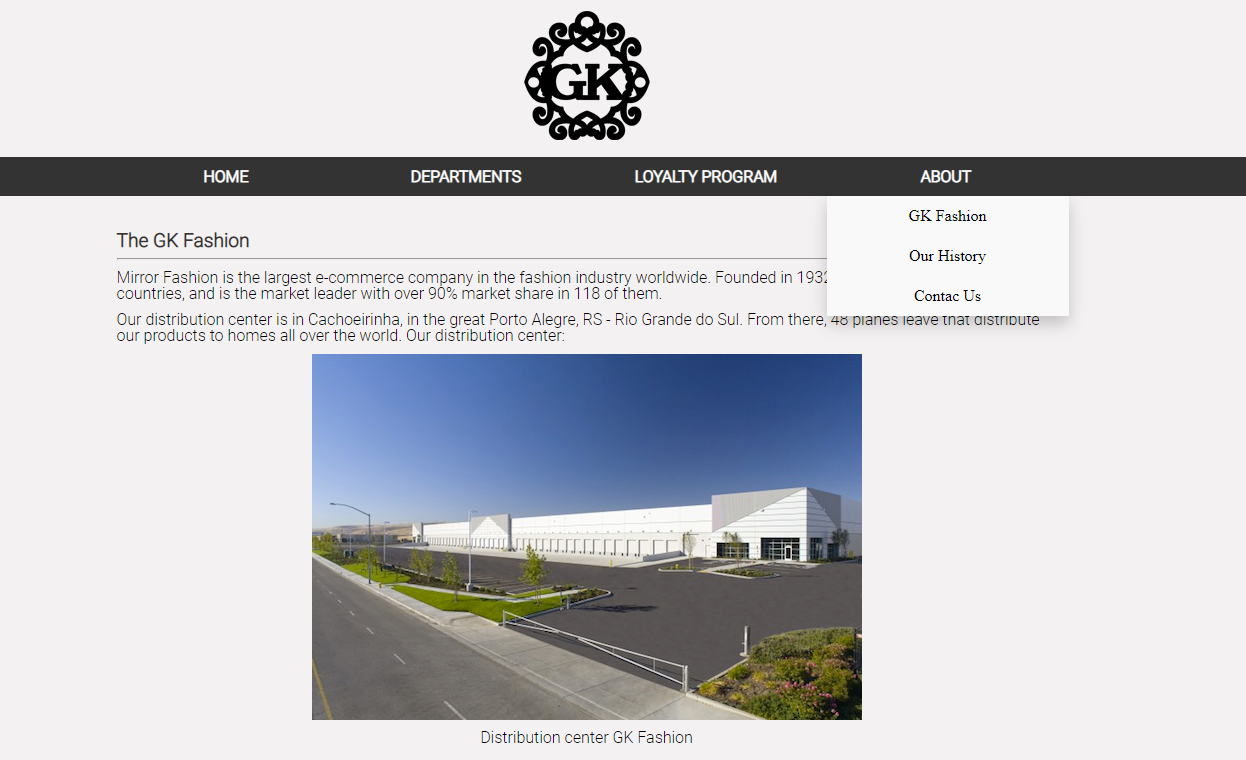 GK
HOME DEPARTMENTS LOYALTY PROGRAM ABOUT
GK Fashion
Our History
Contac Us
The GK Fashion
Mirror Fashion is the largest e-commerce company in the fashion industry worldwide. Founded in 1932
countries, and is the market leader with over 90% market share in 118 of them.
Our distribution center is in Cachoeirinha, in the great Porto Alegre, RS - Rio Grande do Sul. From there, 48 planes leave that distribute
our products to homes all over the world. Our distribution center:
Distribution center GK Fashion